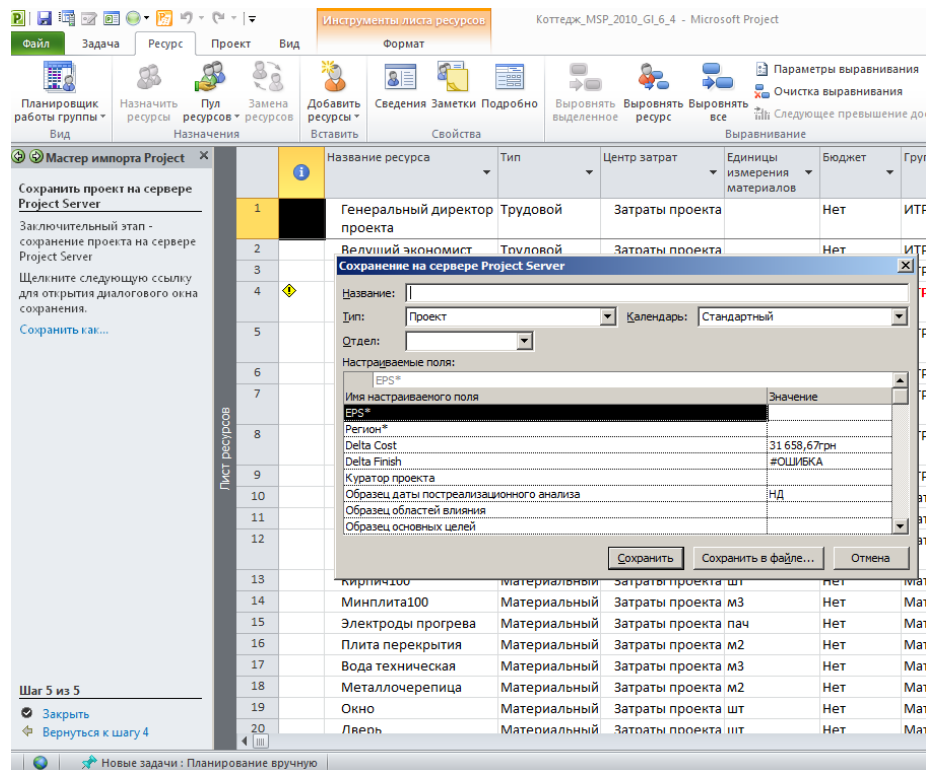 Инструменты листа ресурсов
Коттедж_MSP_2010_GI_6_4 - Microsoft Project
Файл Задача Ресурс Проект Вид Формат
Планировщик работы группы
Назначить ресурсы
Пул ресурсов
Замена ресурсов
Добавить ресурсы
Сведения Заметки Подробно
Выровнять выделенное
Выровнять ресурс
Выровнять все
Параметры выравнивания
Очистка выравнивания
Следующее превышение дос
Вид Назначения Вставить Свойства Выравнивание
Мастер импорта Project
Сохранить проект на сервере
Project Server
Заключительный этап -
сохранение проекта на сервере
Project Server
Щелкните следующую ссылку
для открытия диалогового окна
сохранения.
Сохранить как...
Шаг 5 из 5
Закрыть
Вернуться к шагу 4
Лист ресурсов
Название ресурса Тип Центр затрат Единицы измерения материалов Бюджет Груп
1 Генеральный директор проекта Трудовой Затраты проекта Нет ИТР
2 Ведущий экономист Трудовой Затраты проекта Нет ИТР
3
4
5
6
7
8
9
10
11
12
Сохранение на сервере Project Server
Название:
Тип: Проект Календарь: Стандартный
Отдел:
Настраиваемые поля:
EPS*
Имя настраиваемого поля Значение
EPS*
Регион*
Delta Cost 31 658,67грн
Delta Finish #ОШИБКА
Куратор проекта
Образец даты постреализационного анализа НД
Образец областей влияния
Образец основных целей
Сохранить Сохранить в файле... Отмена
13 Кирпич100 Материальный Затраты проекта шт Нет Мат
14 Минплита100 Материальный Затраты проекта м3 Нет Мат
15 Электроды прогрева Материальный Затраты проекта пач Нет Мат
16 Плита перекрытия Материальный Затраты проекта м2 Нет Мат
17 Вода техническая Материальный Затраты проекта м3 Нет Мат
18 Металлочерепица Материальный Затраты проекта м2 Нет Мат
19 Окно Материальный Затраты проекта шт Нет Мат
20 Дверь Материальный Затраты проекта шт Нет Мат
Новые задачи : Планирование вручную